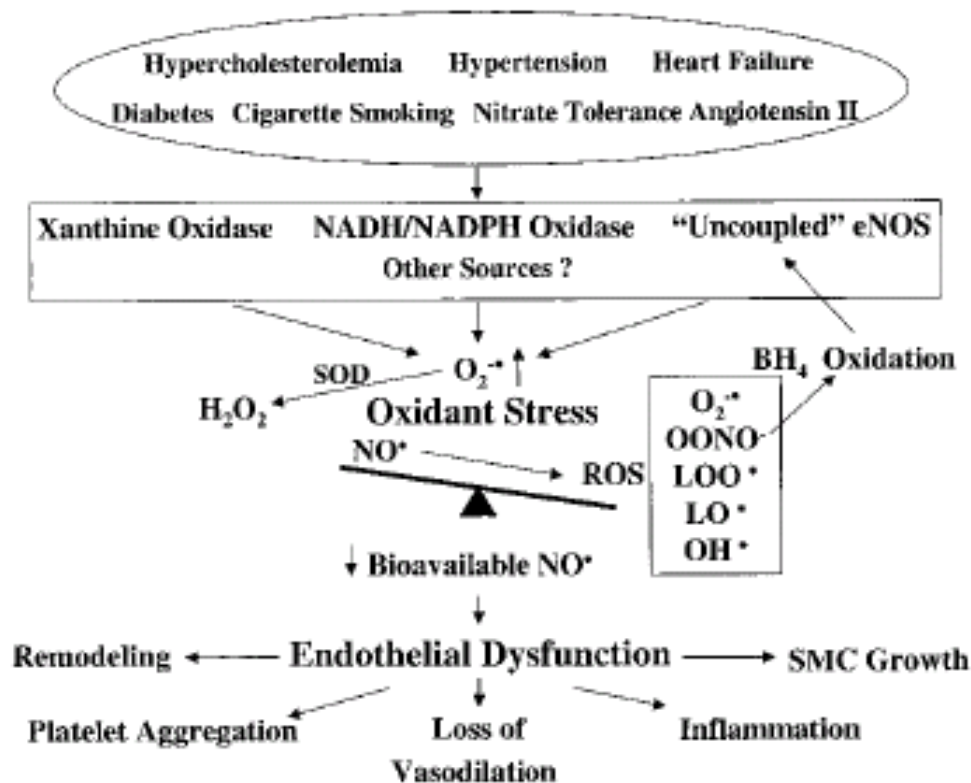 Hypercholesterolemia Hypertension Heart Failure
Diabetes Cigarette Smoking Nitrate Tolerance Angiotensin II
Xanthine Oxidase NADH/NADPH Oxidase “Uncoupled” eNOS
Other Sources ?
BH₄ Oxidation
SOD O₂⁻• ↑
H₂O₂
Oxidant Stress
NO•
ROS
O₂⁻•
OONO-
LOO •
LO •
OH •
↓ Bioavailable NO•
Remodeling Endothelial Dysfunction SMC Growth
Platelet Aggregation Loss of Inflammation
Vasodilation